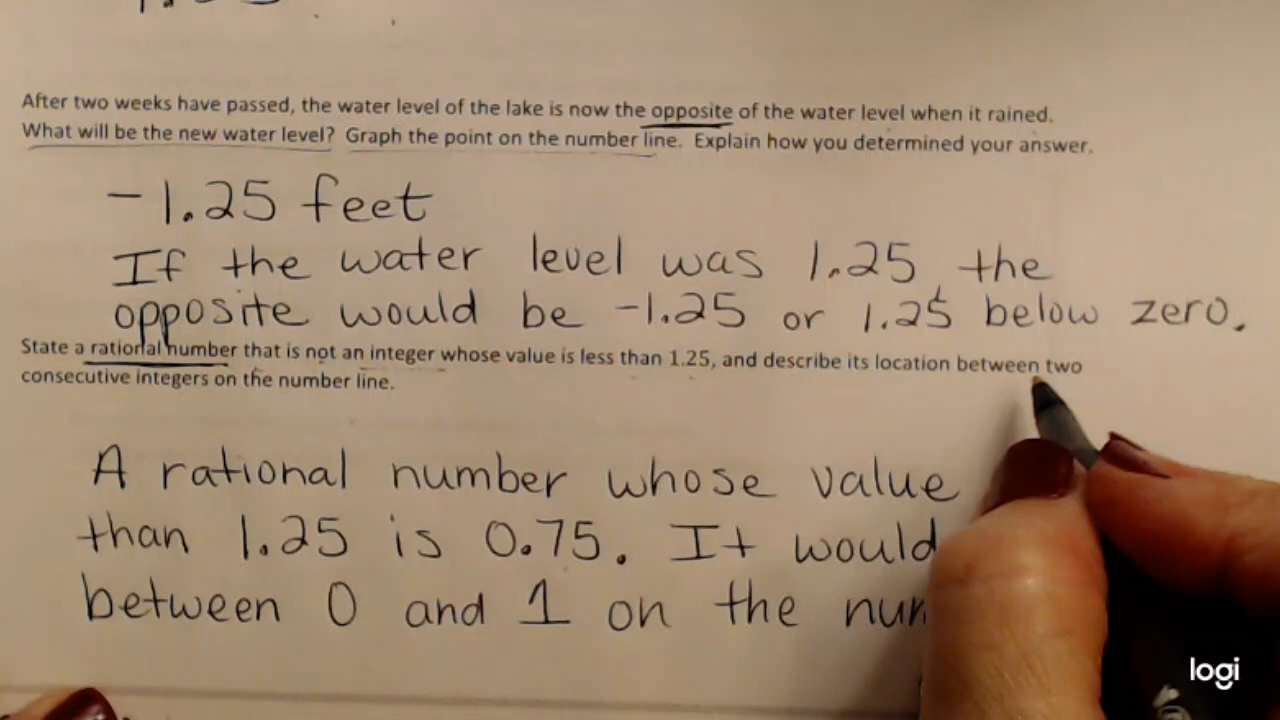 After two weeks have passed, the water level of the lake is now the opposite of the water level when it rained.
What will be the new water level? Graph the point on the number line. Explain how you determined your answer.
-1.25 feet
If the water level was 1.25 the
opposite would be -1.25 or 1.25 below zero.
State a rational number that is not an integer whose value is less than 1.25, and describe its location between two
consecutive integers on the number line.
A rational number whose value
than 1.25 is 0.75. It would
between 0 and 1 on the
logi